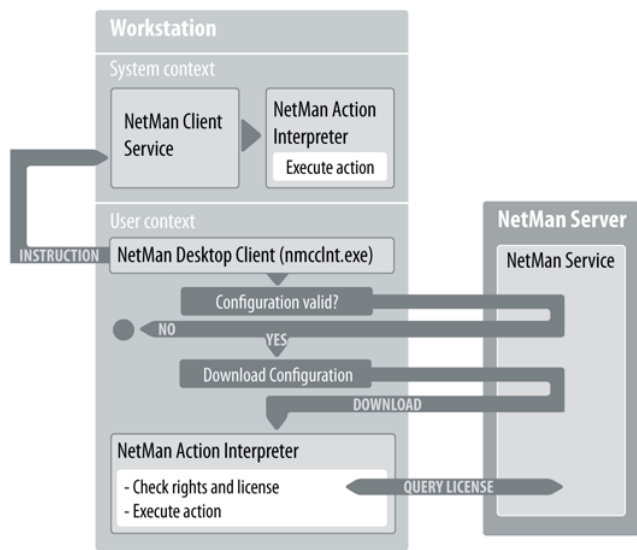 Workstation
System context
NetMan Client
Service
NetMan Action
Interpreter
Execute action
User context
INSTRUCTION
NetMan Desktop Client (nmcclnt.exe)
Configuration valid?
NO
YES
Download Configuration
DOWNLOAD
NetMan Action Interpreter
- Check rights and license
- Execute action
QUERY LICENSE
NetMan Server
NetMan Service